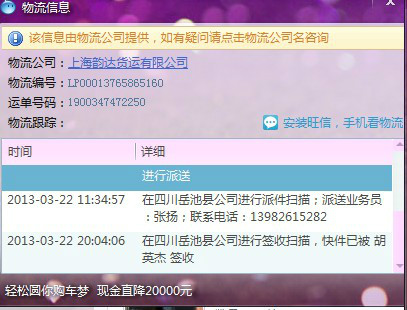 物流信息
该信息由物流公司提供，如有疑问请点击物流公司名咨询
物流公司：上海韵达货运有限公司
物流编号：LP00013765865160
运单号码：1900347472250
物流跟踪：
安装旺信，手机看物流
时间 详细
进行派送
2013-03-22 11:34:57 在四川岳池县公司进行派件扫描；派送业务员
：张扬；联系电话：13982615282
2013-03-22 20:04:06 在四川岳池县公司进行签收扫描，快件已被 胡
英杰 签收
轻松圆你购车梦 现金直降20000元